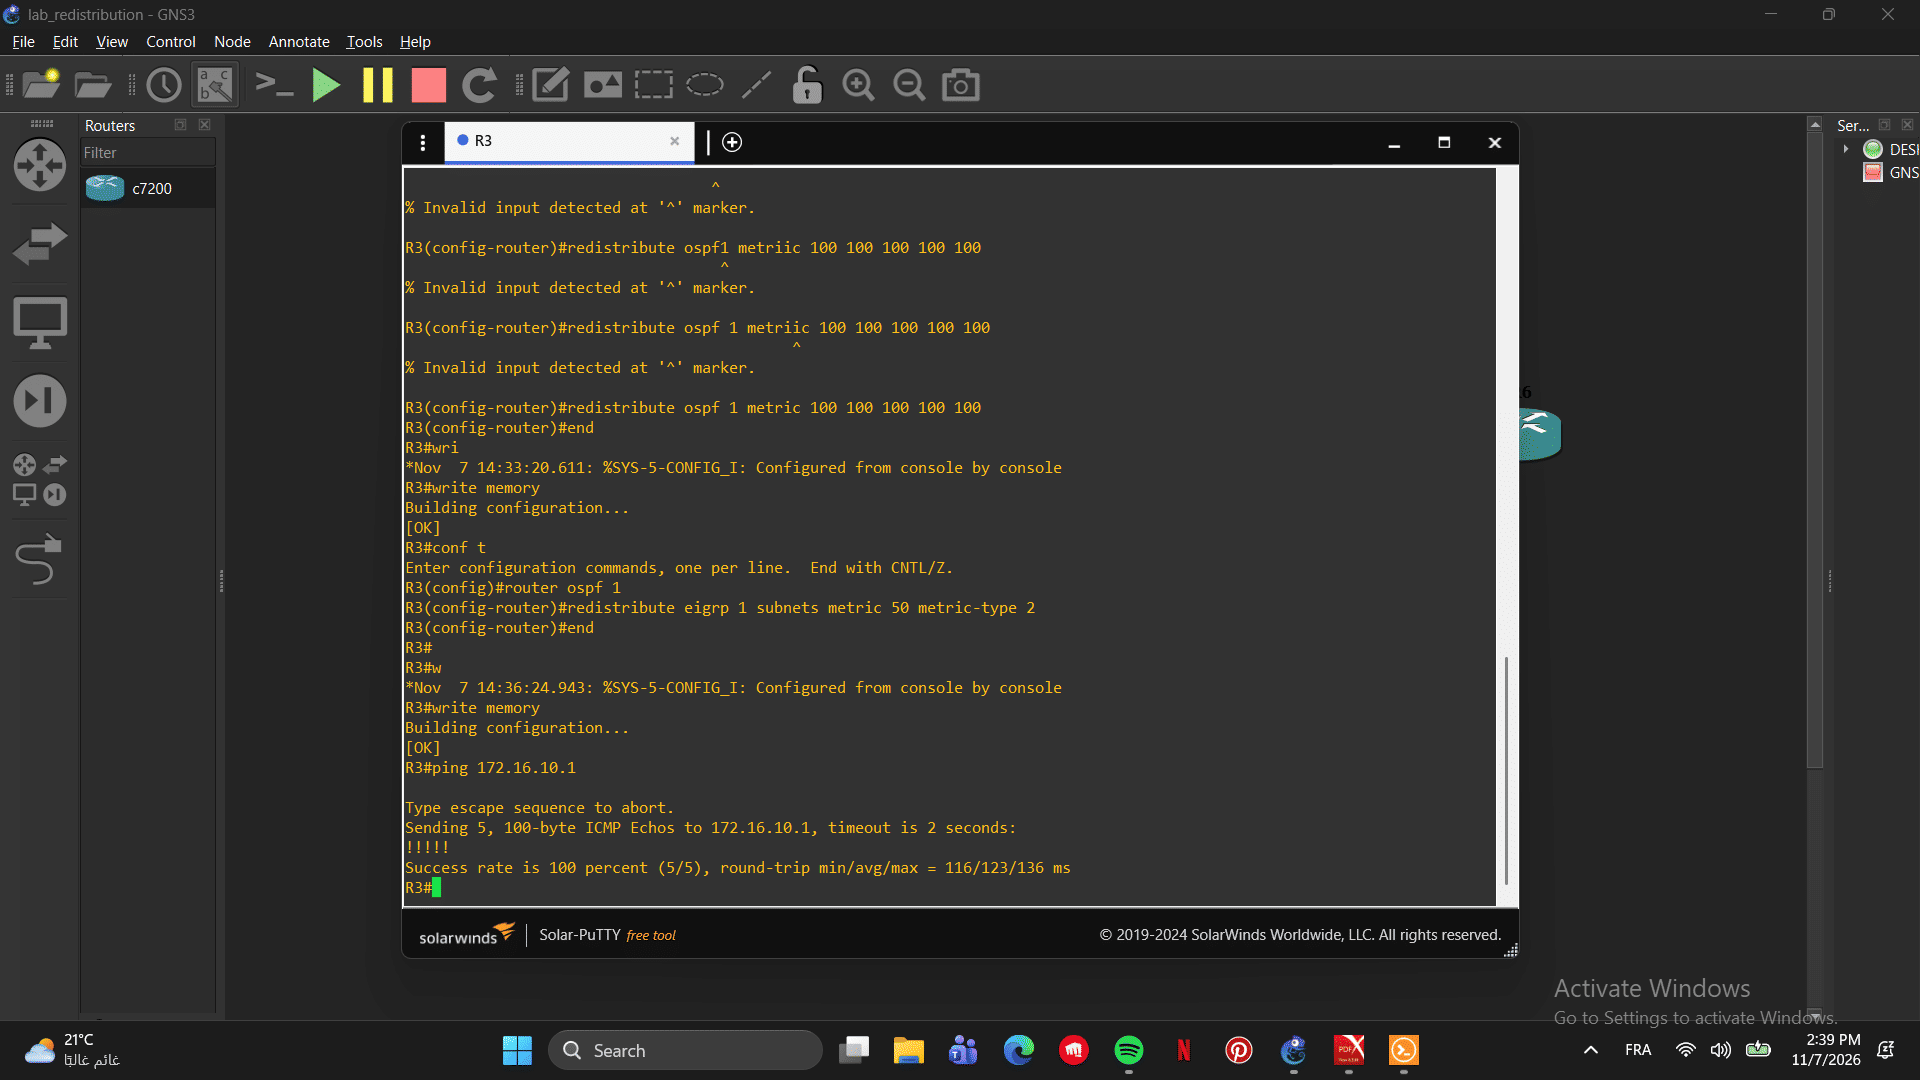 lab_redistribution - GNS3
File Edit View Control Node Annotate Tools Help
Routers
Filter
c7200
R3
^
% Invalid input detected at '^' marker.
R3(config-router)#redistribute ospf1 metriic 100 100 100 100 100
^
% Invalid input detected at '^' marker.
R3(config-router)#redistribute ospf 1 metriic 100 100 100 100 100
^
% Invalid input detected at '^' marker.
R3(config-router)#redistribute ospf 1 metric 100 100 100 100 100
R3(config-router)#end
R3#wri
*Nov  7 14:33:20.611: %SYS-5-CONFIG_I: Configured from console by console
R3#write memory
Building configuration...
[OK]
R3#conf t
Enter configuration commands, one per line.  End with CNTL/Z.
R3(config)#router ospf 1
R3(config-router)#redistribute eigrp 1 subnets metric 50 metric-type 2
R3(config-router)#end
R3#
R3#w
*Nov  7 14:36:24.943: %SYS-5-CONFIG_I: Configured from console by console
R3#write memory
Building configuration...
[OK]
R3#ping 172.16.10.1
Type escape sequence to abort.
Sending 5, 100-byte ICMP Echos to 172.16.10.1, timeout is 2 seconds:
!!!!!
Success rate is 100 percent (5/5), round-trip min/avg/max = 116/123/136 ms
R3#
solarwinds Solar-PuTTY free tool
© 2019-2024 SolarWinds Worldwide, LLC. All rights reserved.
Ser...
DESH
GNS
Activate Windows
Go to Settings to activate Windows.
21°C
غائم غالبًا
Search
FRA
2:39 PM
11/7/2026